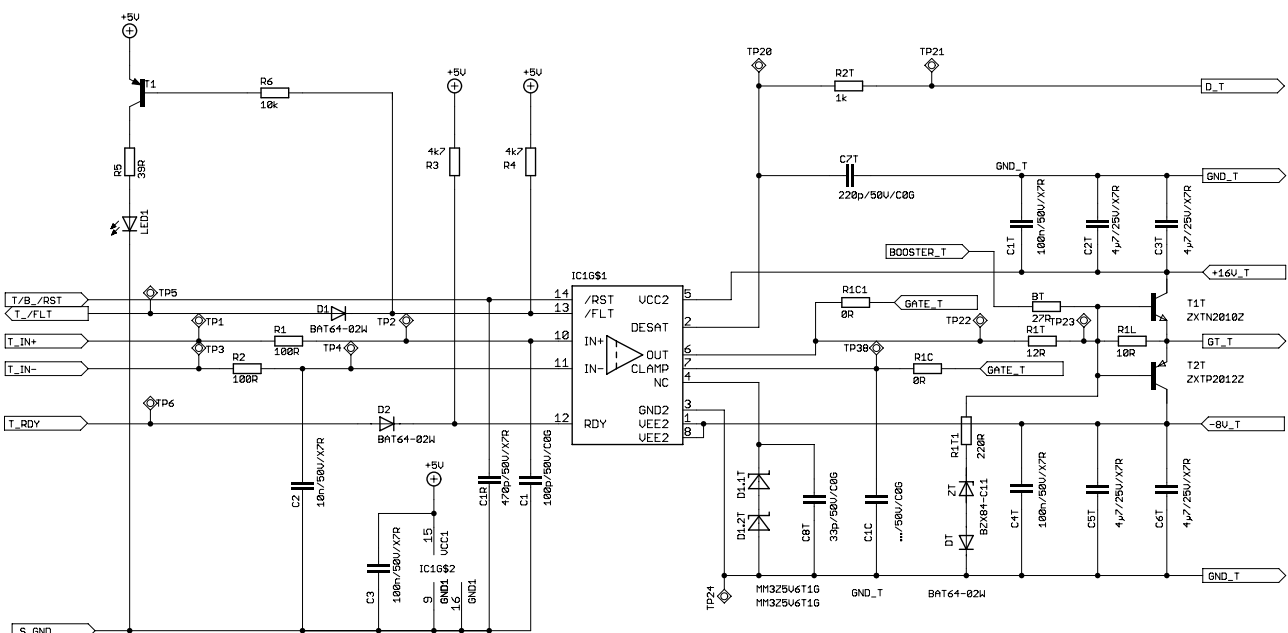 +5V
T1
R6
10k
+5V
+5V
TP20
TP21
R2T
1k
D_T
R5
39R
4k7
R3
4k7
R4
C7T
220p/50V/C0G
GND_T
GND_T
LED1
C1T
100n/50V/X7R
C2T
4µ7/25V/X7R
C3T
4µ7/25V/X7R
BOOSTER_T
IC1G$1
+16V_T
T/B_/RST
TP5
14
/RST
VCC2
5
T_/FLT
D1
BAT64-02W
13
/FLT
R1C1
0R
GATE_T
BT
27R
T1T
ZXTN2010Z
TP1
TP2
DESAT
2
TP22
TP23
T_IN+
R1
100R
10
IN+
R1T
12R
R1L
10R
GT_T
TP3
TP4
OUT
6
TP38
T_IN-
R2
100R
11
IN-
CLAMP
7
R1C
0R
GATE_T
T2T
ZXTP2012Z
NC
4
TP6
GND2
3
T_RDY
D2
BAT64-02W
12
RDY
VEE2
1
VEE2
8
-8V_T
R1T1
220R
C2
10n/50V/X7R
+5V
C1R
470p/50V/X7R
C1
100p/50V/C0G
D1.1T
D1.2T
C8T
33p/50V/C0G
C1C
.../50V/C0G
ZT
BZX84-C11
DT
C4T
100n/50V/X7R
C5T
4µ7/25V/X7R
C6T
4µ7/25V/X7R
15
VCC1
C3
100n/50V/X7R
IC1G$2
9
GND1
16
GND1
TP24
MM3Z5V6T1G
MM3Z5V6T1G
GND_T
BAT64-02W
GND_T
S_GND